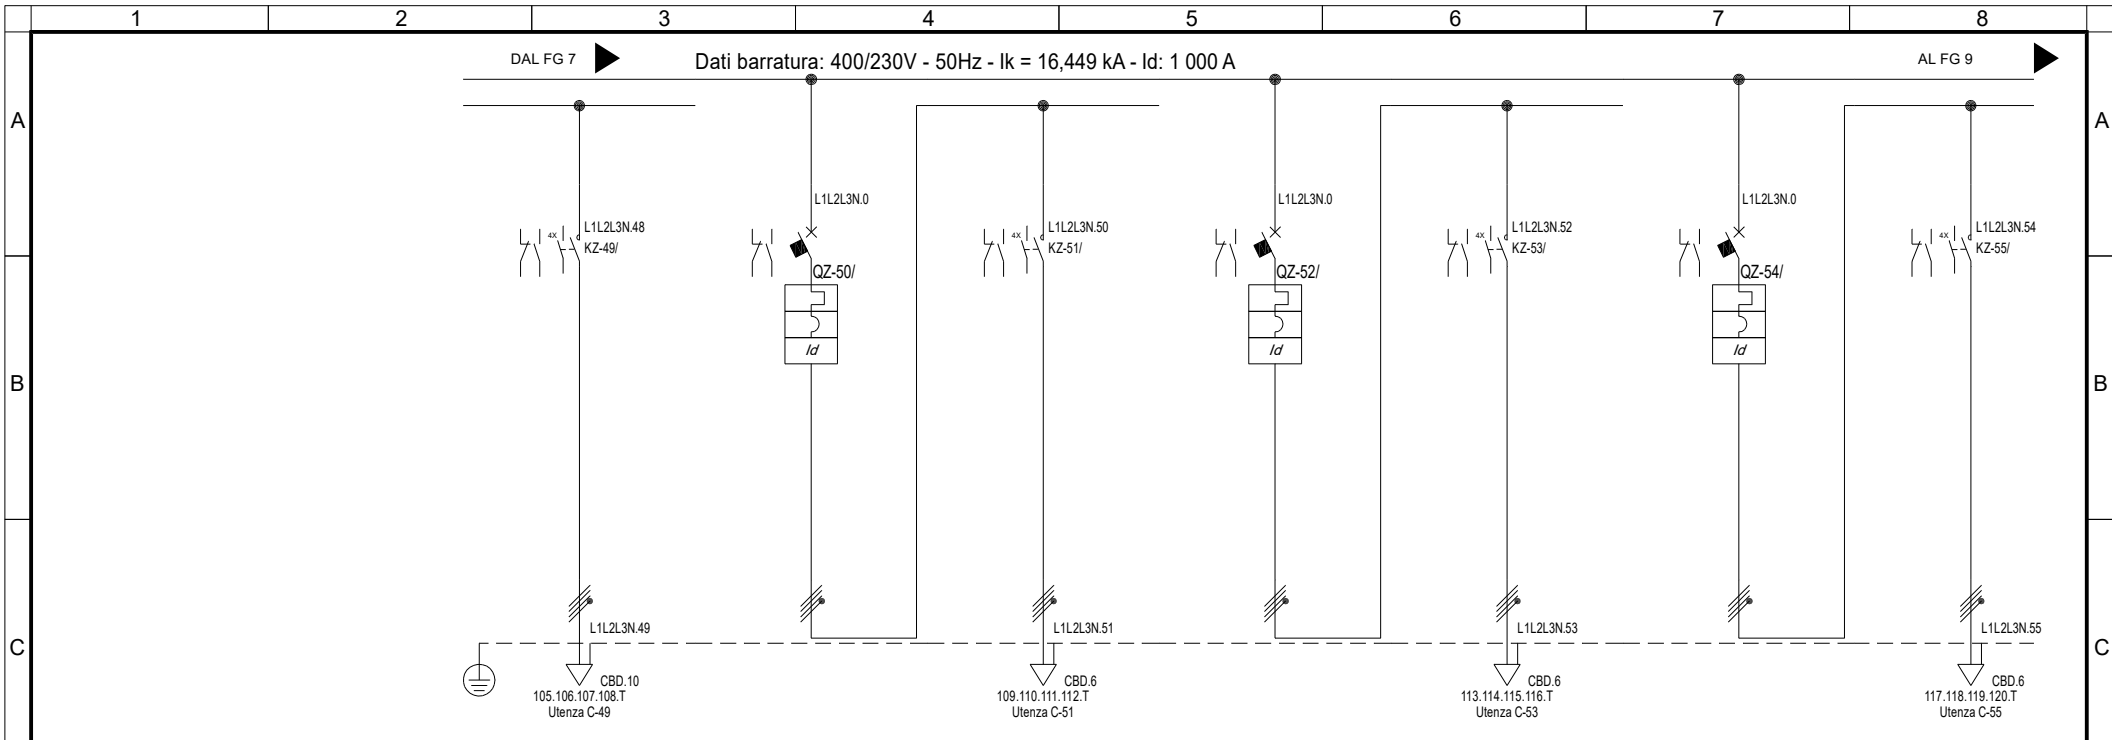 1 2 3 4 5 6 7 8
DAL FG 7
Dati barratura: 400/230V - 50Hz - Ik = 16,449 kA - Id: 1 000 A
AL FG 9
A A
L1L2L3N.0 L1L2L3N.0 L1L2L3N.0
4X L1L2L3N.48 4X L1L2L3N.50 4X L1L2L3N.52 4X L1L2L3N.54
KZ-49/ KZ-51/ KZ-53/ KZ-55/
QZ-50/ QZ-52/ QZ-54/
Id Id Id
B B
L1L2L3N.49 L1L2L3N.51 L1L2L3N.53 L1L2L3N.55
C C
CBD.10 CBD.6 CBD.6 CBD.6
105.106.107.108.T 109.110.111.112.T 113.114.115.116.T 117.118.119.120.T
Utenza C-49 Utenza C-51 Utenza C-53 Utenza C-55